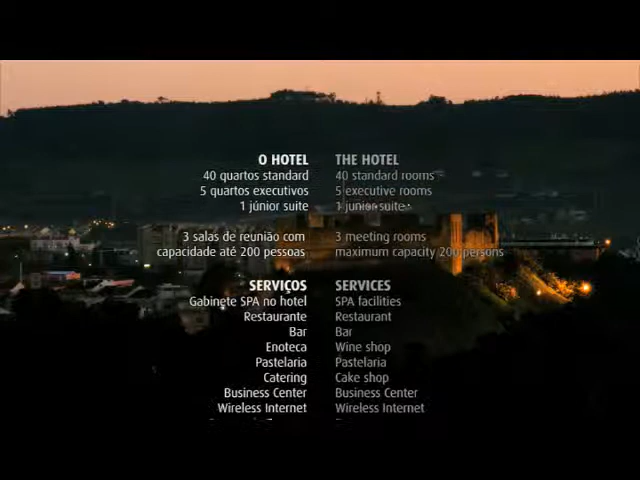 O HOTEL
40 quartos standard
5 quartos executivos
1 júnior suite
3 salas de reunião com
capacidade até 200 pessoas
SERVIÇOS
Gabinete SPA no hotel
Restaurante
Bar
Enoteca
Pastelaria
Catering
Business Center
Wireless Internet
THE HOTEL
40 standard rooms
5 executive rooms
1 junior suite
3 meeting rooms
maximum capacity 200 persons
SERVICES
SPA facilities
Restaurant
Bar
Wine shop
Pastelaria
Cake shop
Business Center
Wireless Internet